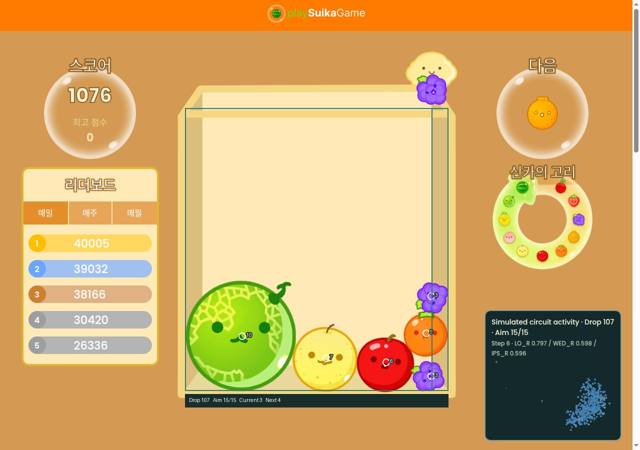 playSuikaGame
스코어
1076
최고 점수
0
리더보드
매일 매주 매월
1 40005
2 39032
3 38166
4 30420
5 26336
다음
산카의 고리
Simulated circuit activity · Drop 107
· Aim 15/15
Step 6 · LO_R 0.797 / WED_R 0.598 /
IPS_R 0.596
Drop 107 Aim 15/15 Current 3 Next 4